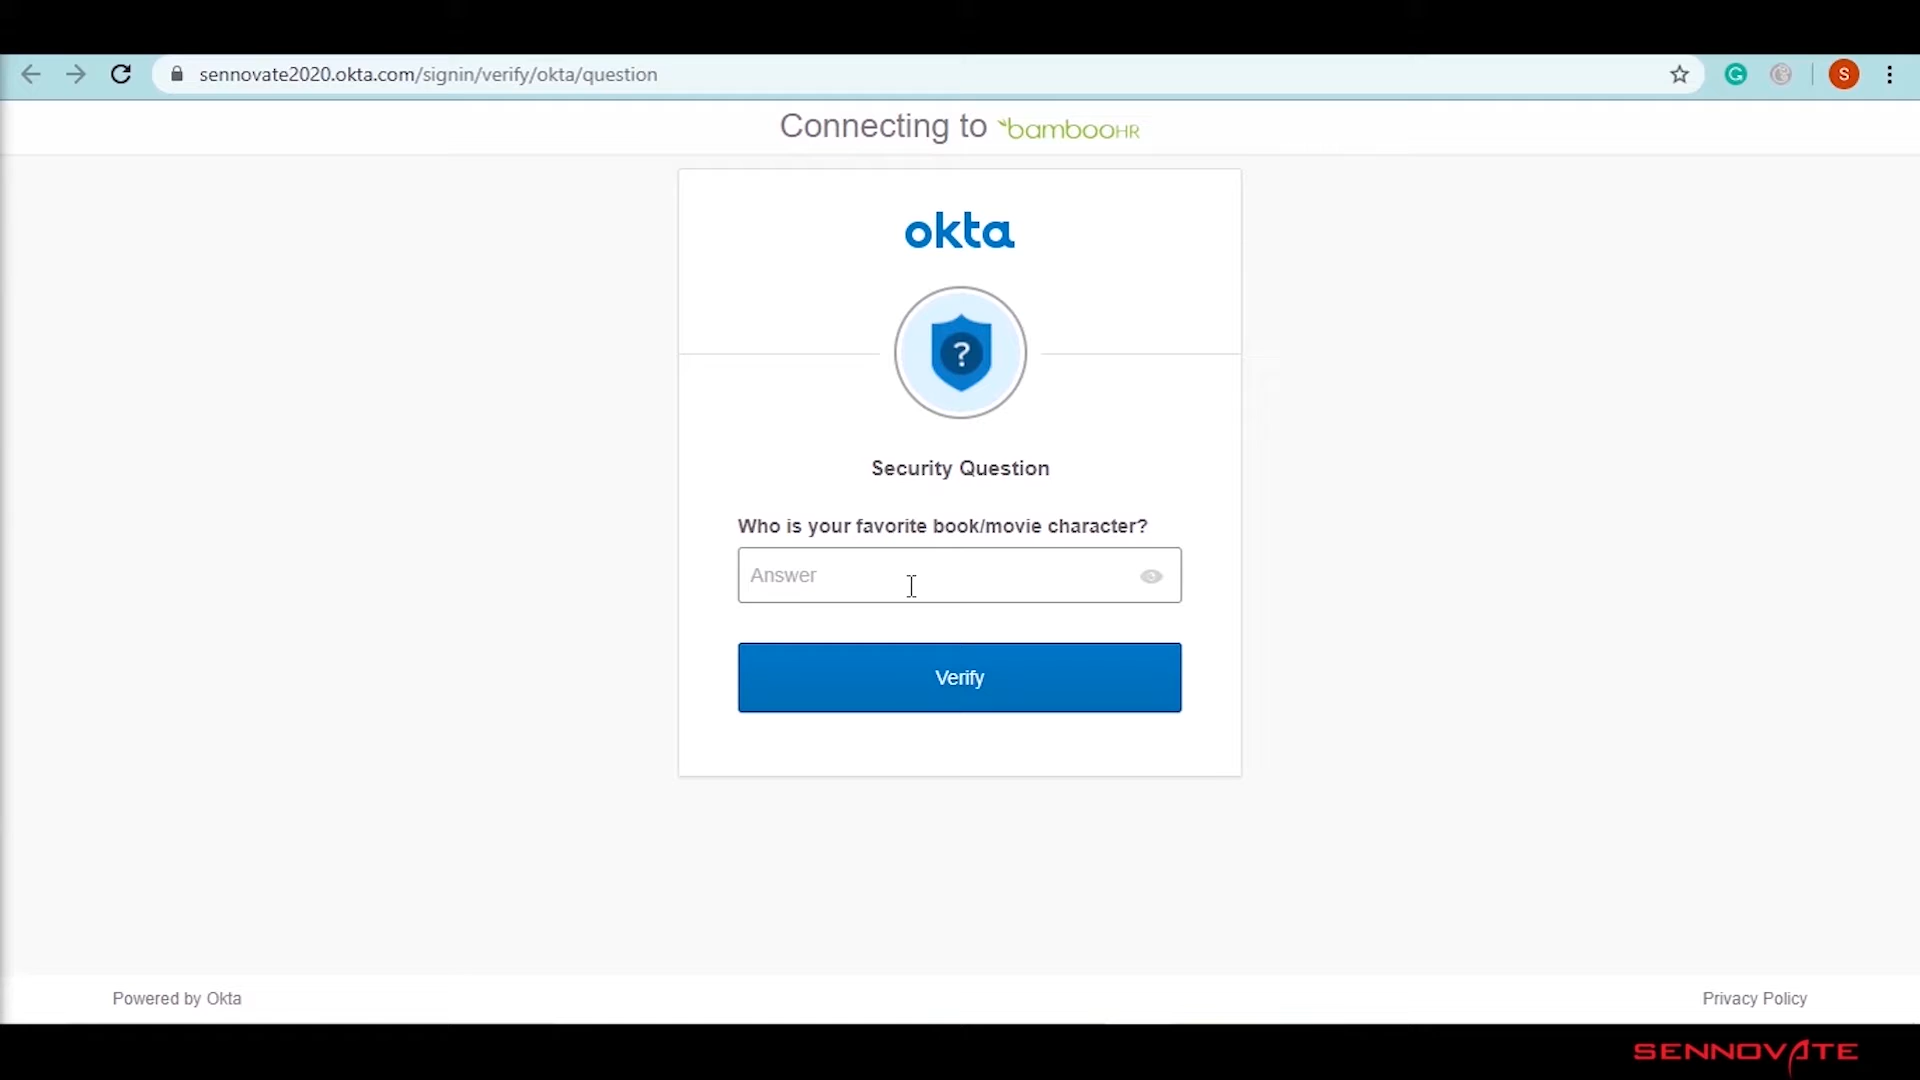 sennovate2020.okta.com/signin/verify/okta/question
S
Connecting to bambooHR
okta
?
Security Question
Who is your favorite book/movie character?
Answer
Verify
Powered by Okta
Privacy Policy
SENNOVATE